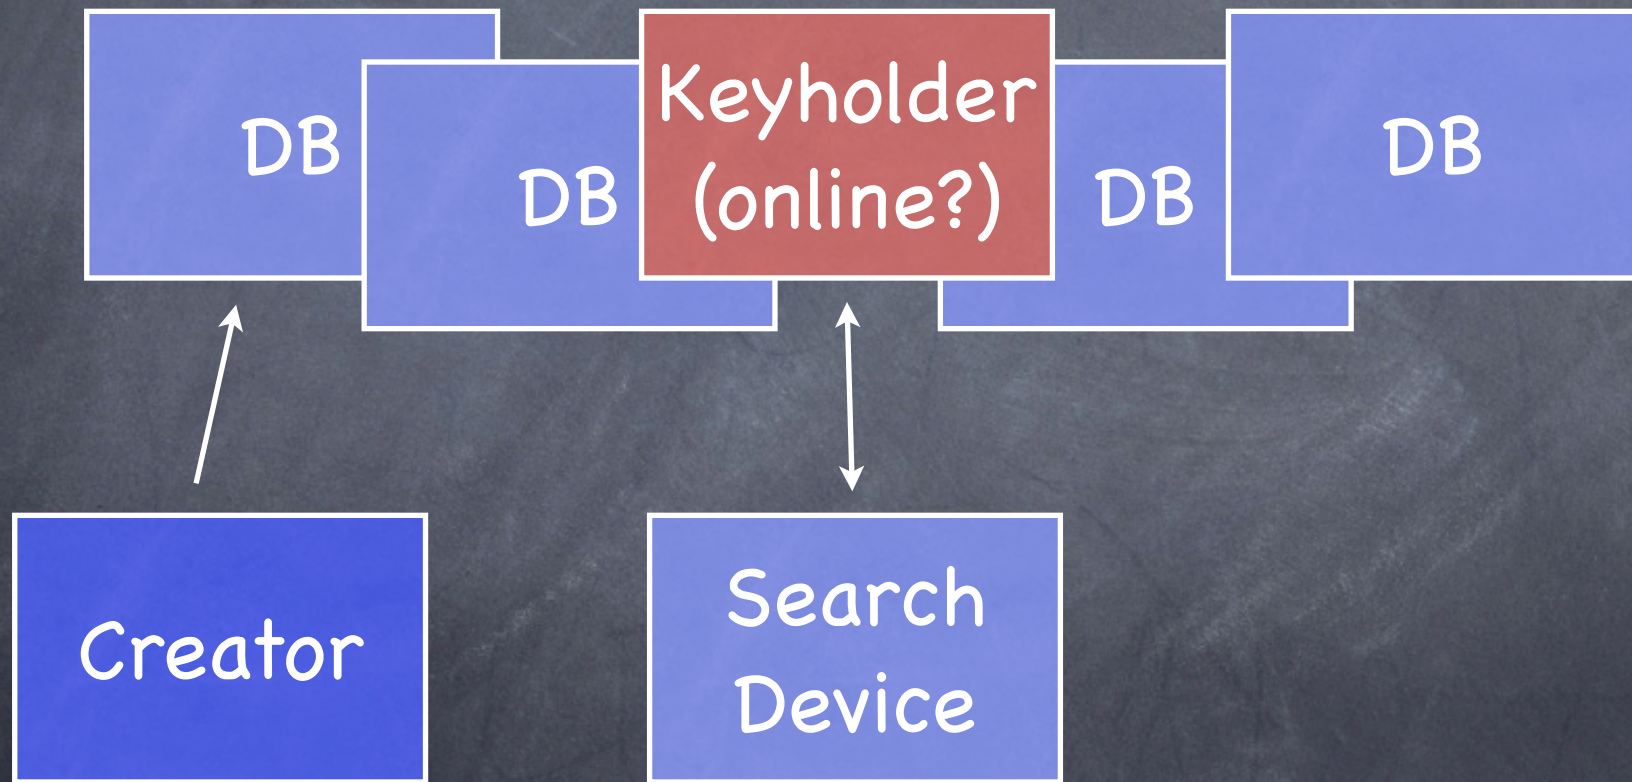 DB
DB
Keyholder
(online?)
DB
DB
Creator
Search
Device